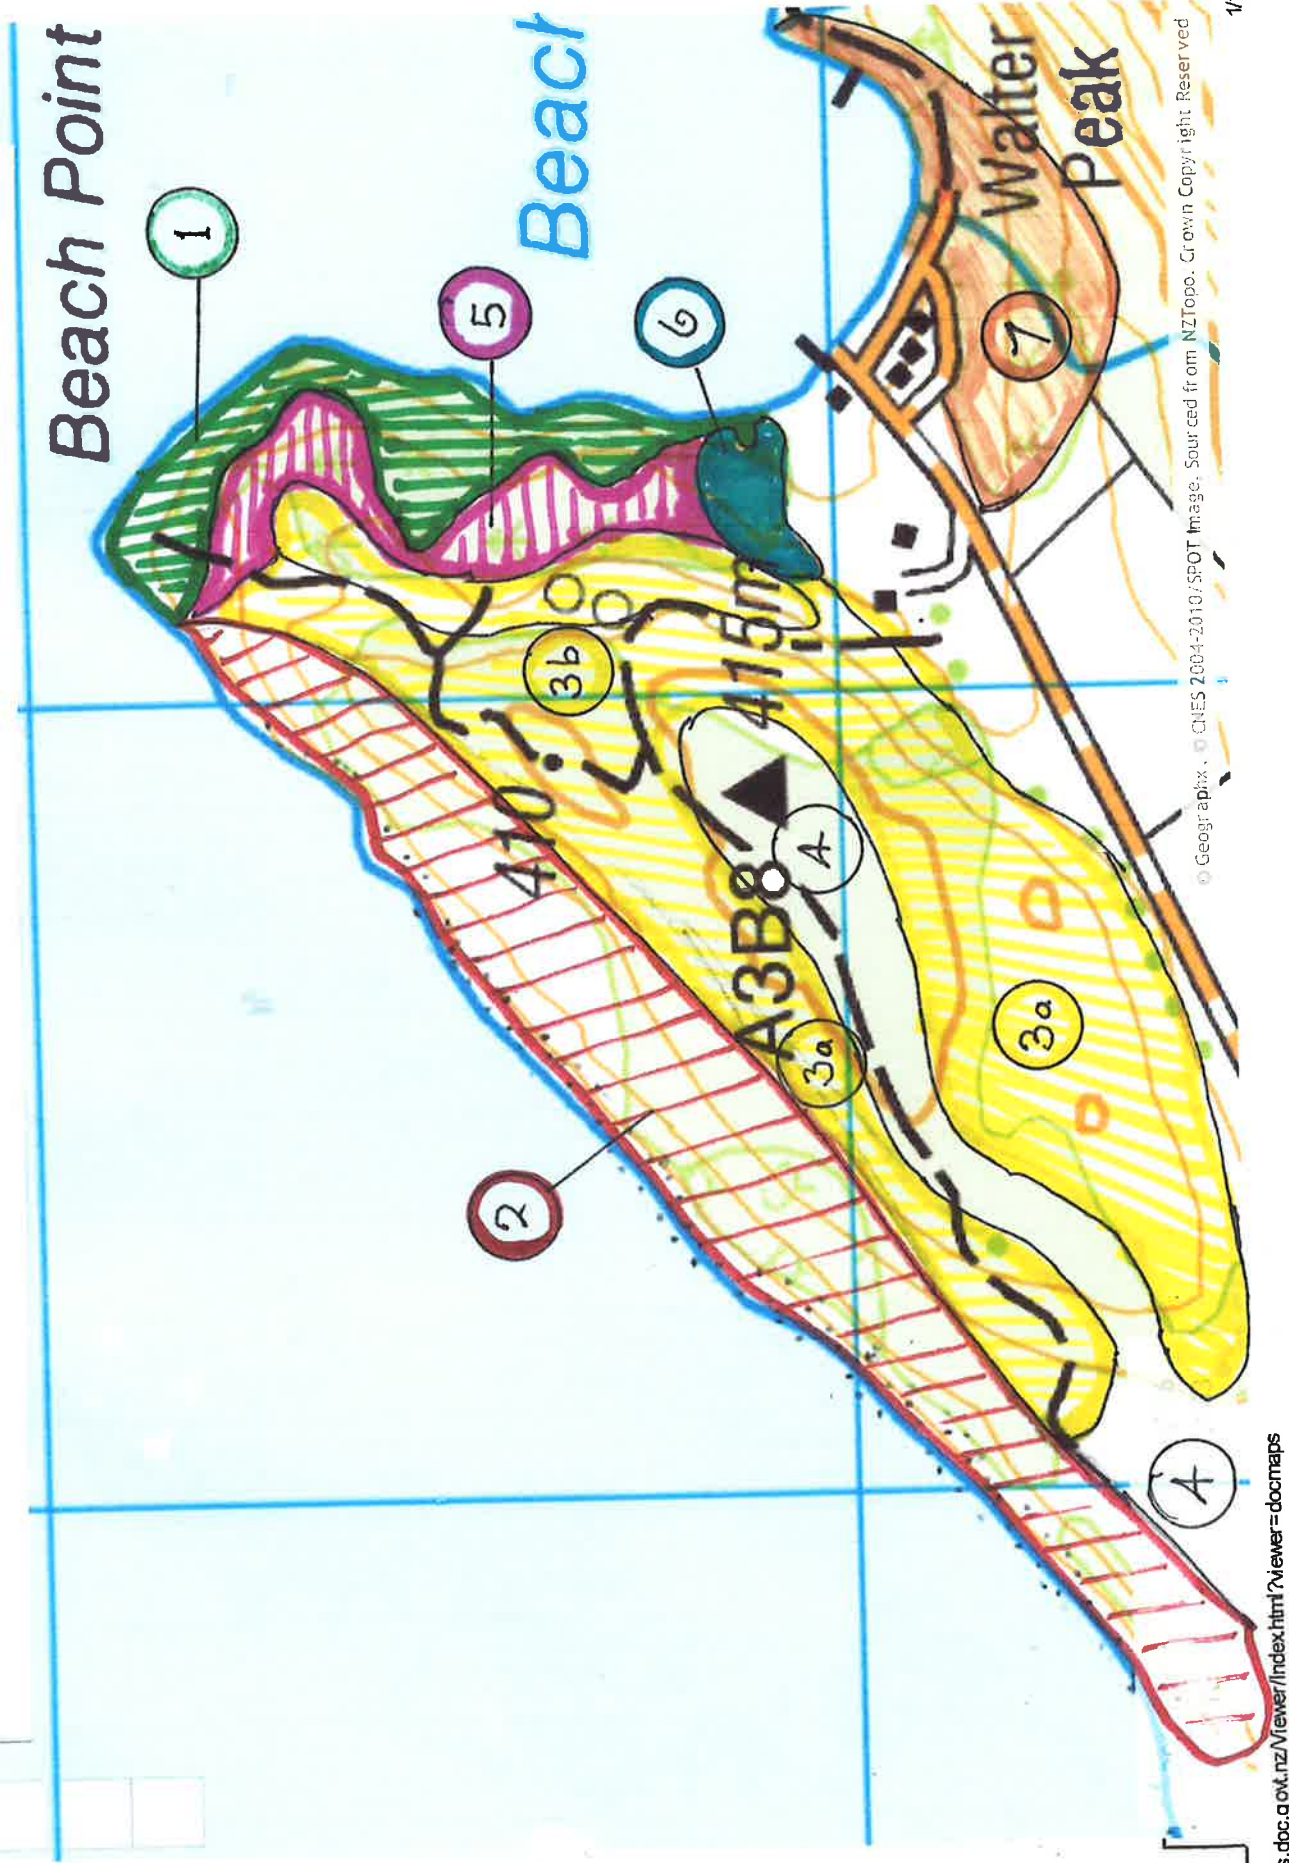 Beach Point
1
5
Beach
6
Walter
Peak
7
3b
415m
410
A3B8
A
3a
3a
2
A
© Geographx, © CNES 2004-2010/SPOT Image, Sourced from NZTopo. Crown Copyright Reserved
1/
s.doc.govt.nz/Viewer/Index.html?viewer=docmaps